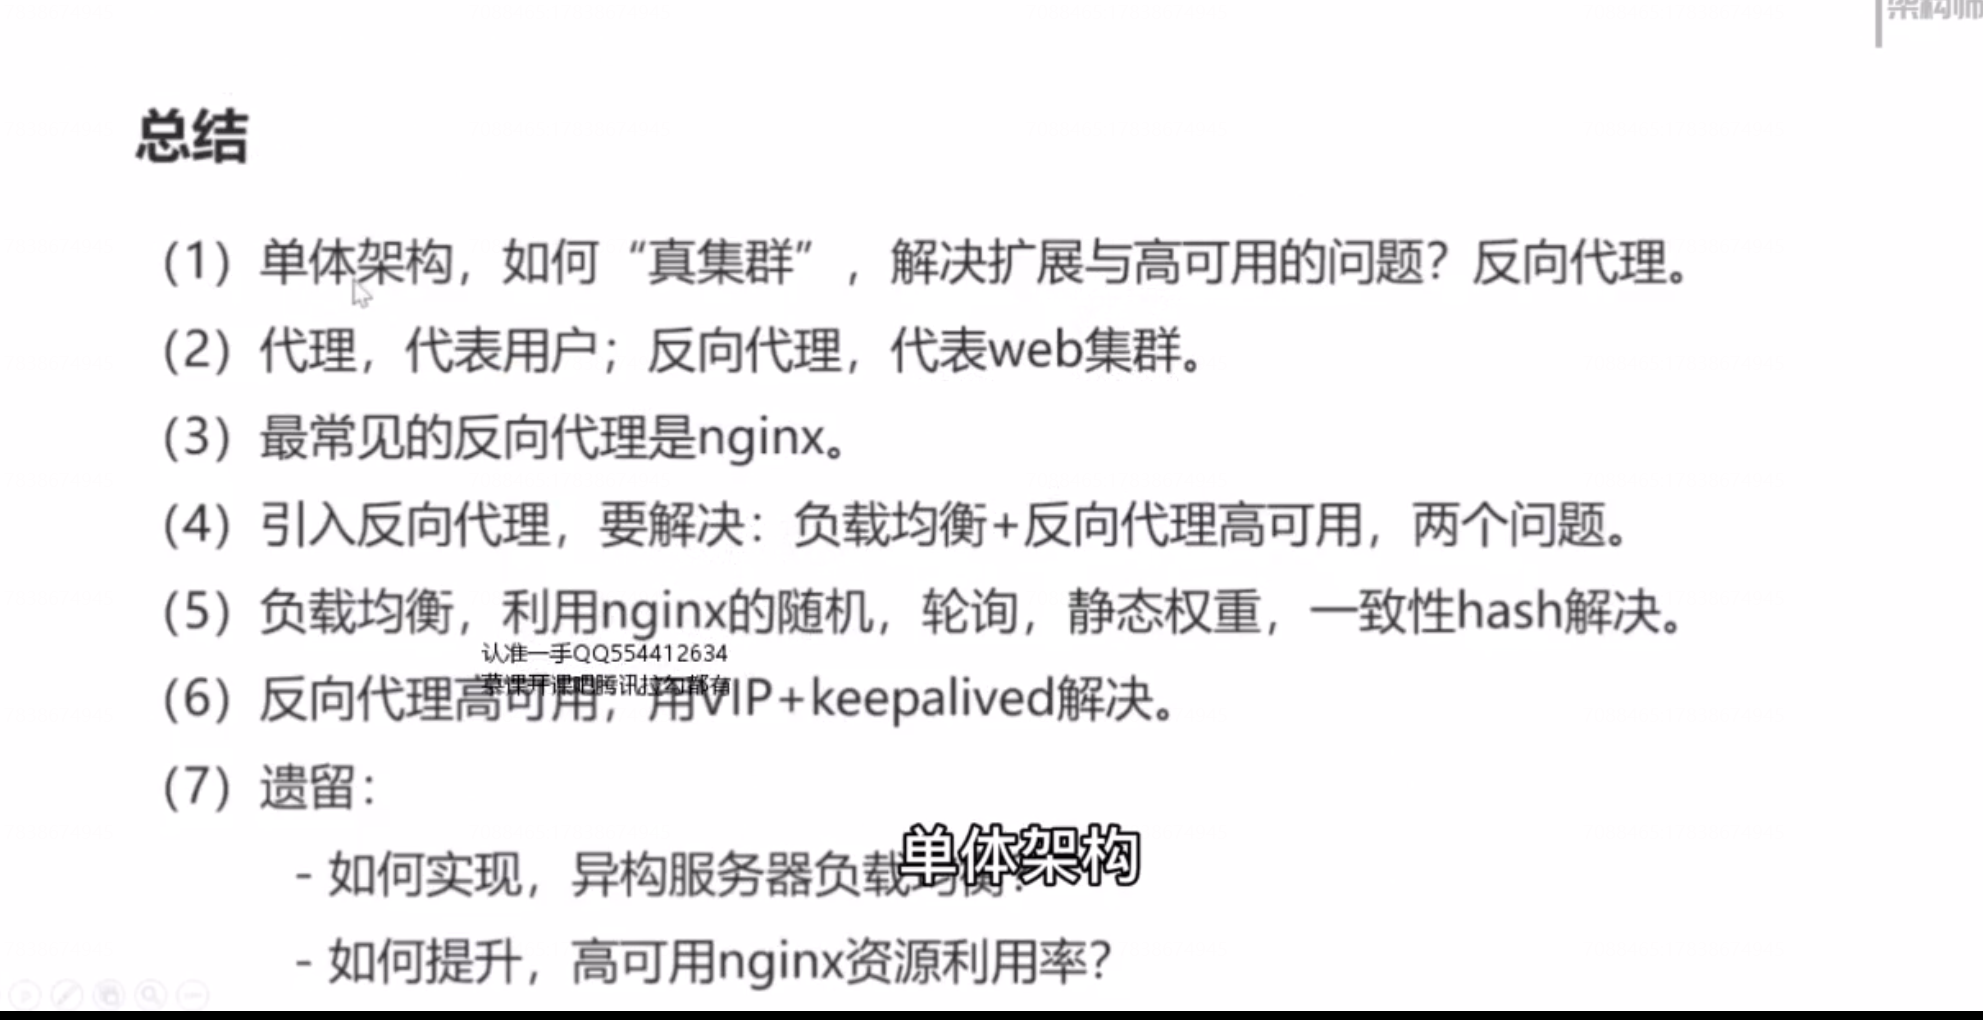 架构师
总结
（1）单体架构，如何“真集群”，解决扩展与高可用的问题？反向代理。
（2）代理，代表用户；反向代理，代表web集群。
（3）最常见的反向代理是nginx。
（4）引入反向代理，要解决：负载均衡+反向代理高可用，两个问题。
（5）负载均衡，利用nginx的随机，轮询，静态权重，一致性hash解决。
认准一手QQ554412634
慕课开课吧腾讯拉勾都有
（6）反向代理高可用，用VIP+keepalived解决。
（7）遗留：
- 如何实现，异构服务器负载均衡？
单体架构
- 如何提升，高可用nginx资源利用率？